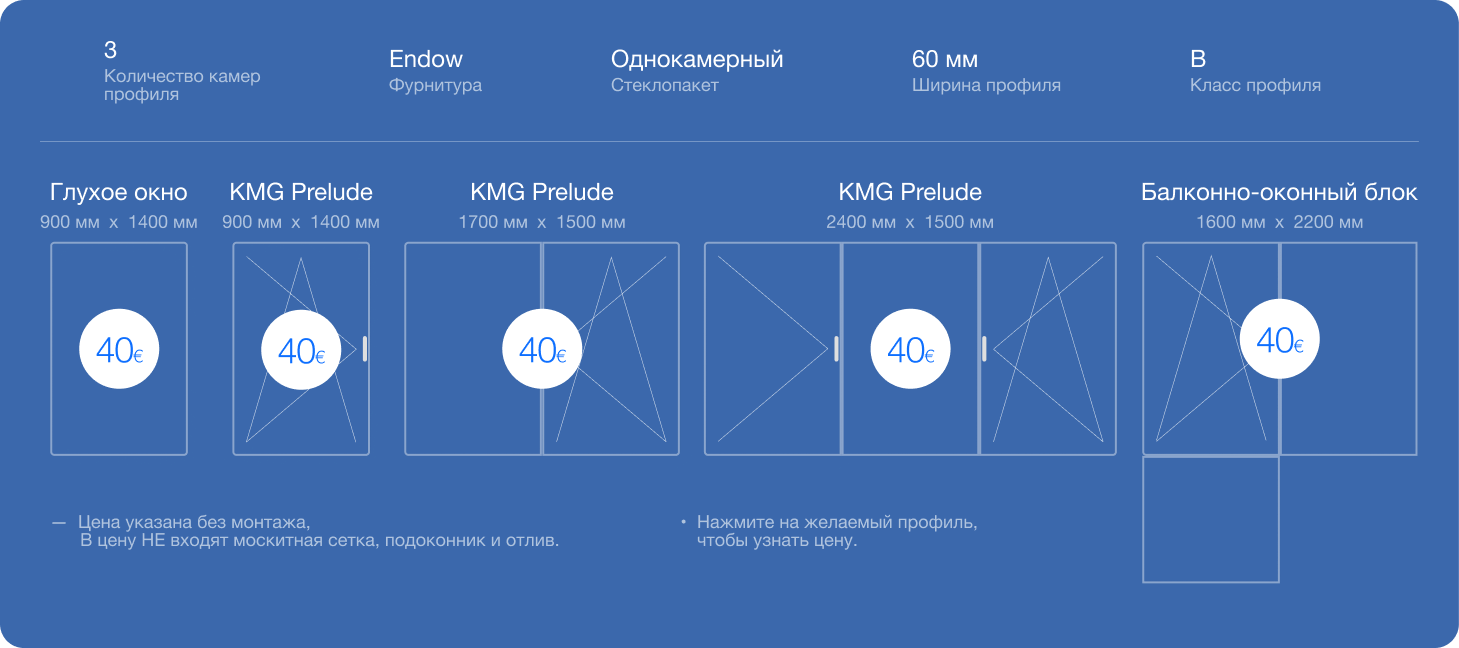 3
Количество камер
профиля
Endow
Фурнитура
Однокамерный
Стеклопакет
60 мм
Ширина профиля
B
Класс профиля
Глухое окно
900 мм x 1400 мм
40€
KMG Prelude
900 мм x 1400 мм
40€
KMG Prelude
1700 мм x 1500 мм
40€
KMG Prelude
2400 мм x 1500 мм
40€
Балконно-оконный блок
1600 мм x 2200 мм
40€
— Цена указана без монтажа,
В цену НЕ входят москитная сетка, подоконник и отлив.
• Нажмите на желаемый профиль,
чтобы узнать цену.